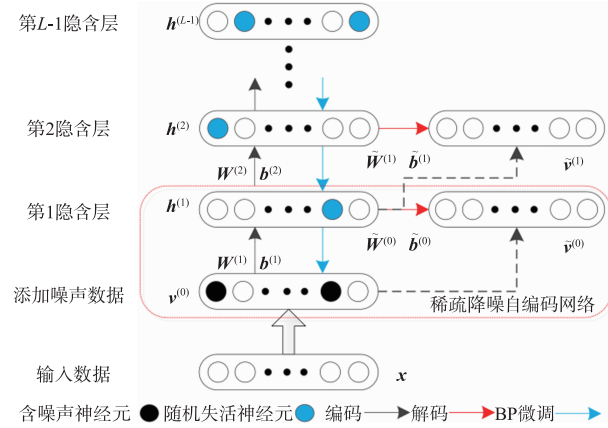 第L-1隐含层 h(L-1)
第2隐含层 h(2)
W(2) b(2) W̃(1) b̃(1) ṽ(1)
第1隐含层 h(1)
W(1) b(1) W̃(0) b̃(0) ṽ(0)
添加噪声数据 v(0)
稀疏降噪自编码网络
输入数据 x
含噪声神经元 随机失活神经元 编码 解码 BP微调